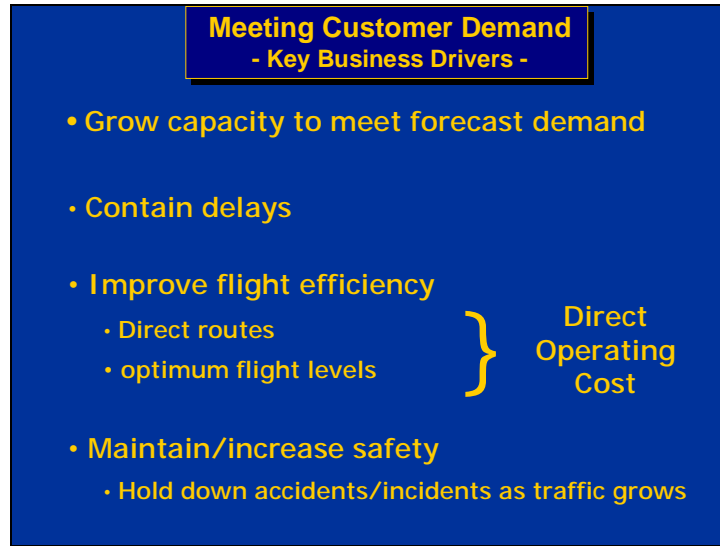 Meeting Customer Demand
- Key Business Drivers -
• Grow capacity to meet forecast demand
• Contain delays
• Improve flight efficiency
• Direct routes
• optimum flight levels
} Direct
Operating
Cost
• Maintain/increase safety
• Hold down accidents/incidents as traffic grows